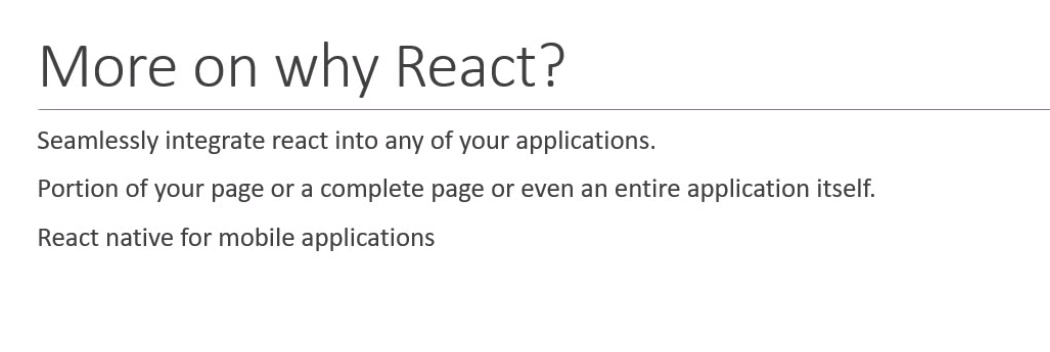 More on why React?
Seamlessly integrate react into any of your applications.
Portion of your page or a complete page or even an entire application itself.
React native for mobile applications